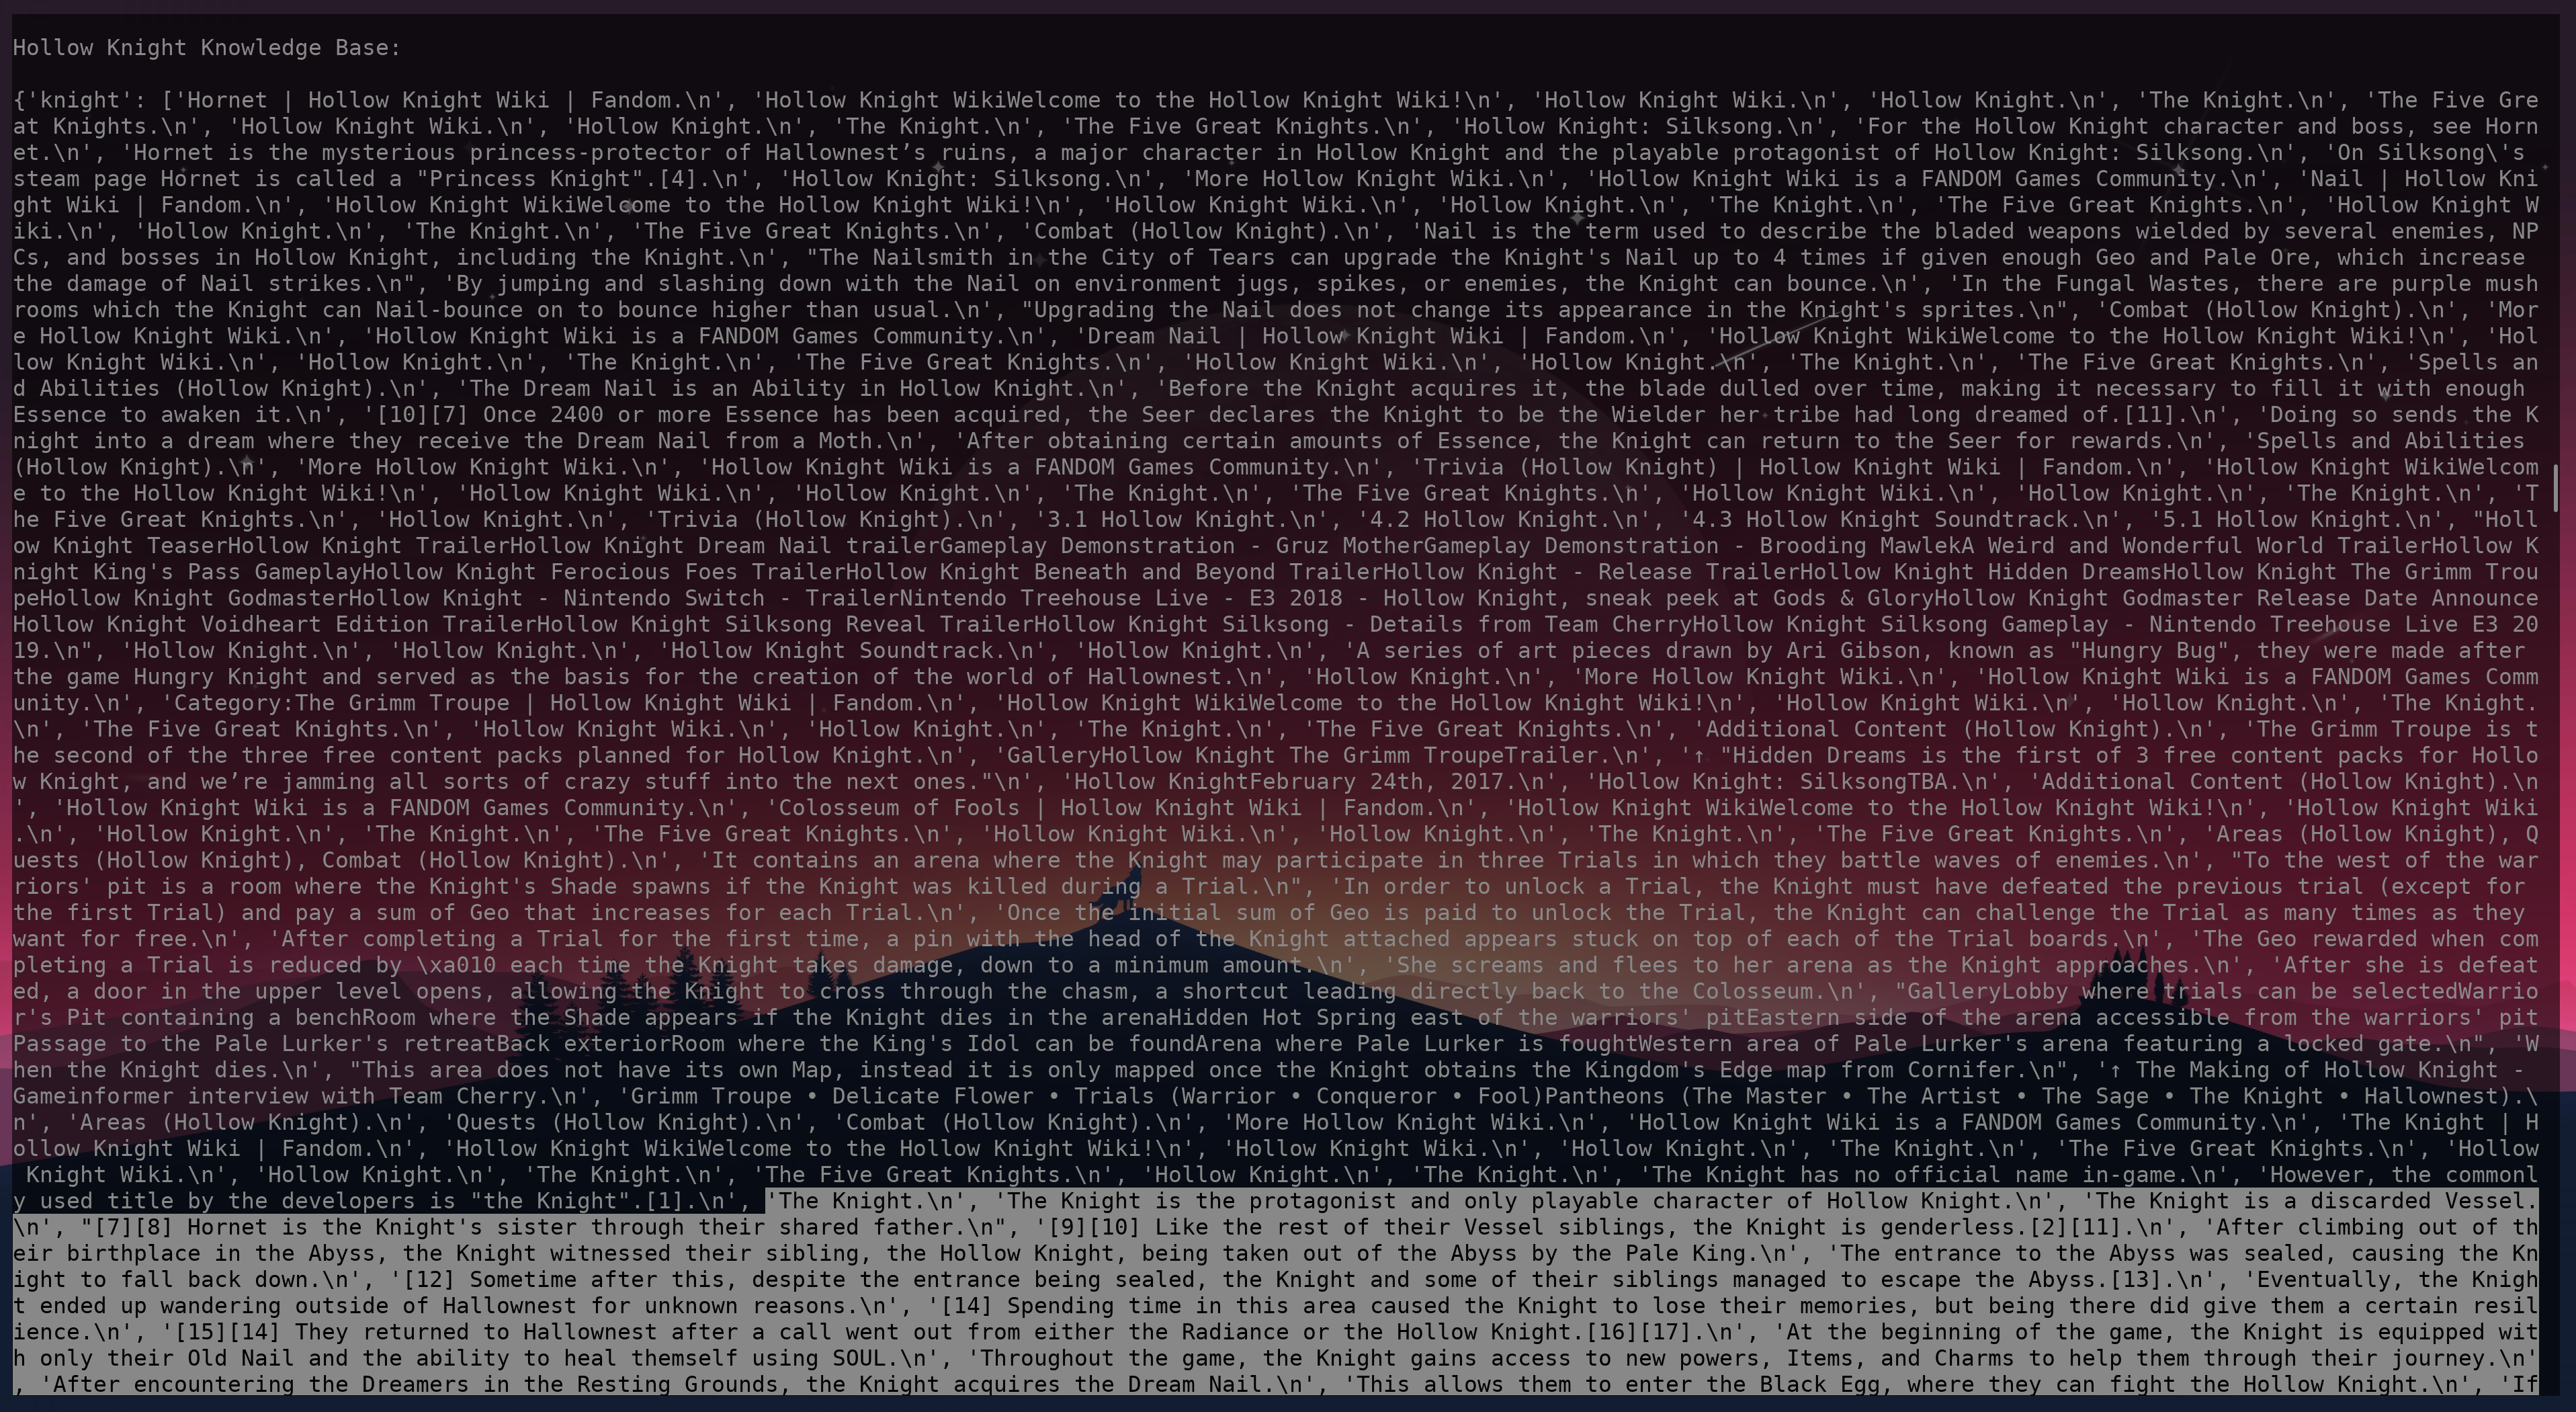 Hollow Knight Knowledge Base:
{'knight': ['Hornet | Hollow Knight Wiki | Fandom.\n', 'Hollow Knight WikiWelcome to the Hollow Knight Wiki!\n', 'Hollow Knight Wiki.\n', 'Hollow Knight.\n', 'The Knight.\n', 'The Five Gre
at Knights.\n', 'Hollow Knight Wiki.\n', 'Hollow Knight.\n', 'The Knight.\n', 'The Five Great Knights.\n', 'Hollow Knight: Silksong.\n', 'For the Hollow Knight character and boss, see Horn
et.\n', 'Hornet is the mysterious princess-protector of Hallownest’s ruins, a major character in Hollow Knight and the playable protagonist of Hollow Knight: Silksong.\n', 'On Silksong\'s
steam page Hornet is called a "Princess Knight".[4].\n', 'Hollow Knight: Silksong.\n', 'More Hollow Knight Wiki.\n', 'Hollow Knight Wiki is a FANDOM Games Community.\n', 'Nail | Hollow Kni
ght Wiki | Fandom.\n', 'Hollow Knight WikiWelcome to the Hollow Knight Wiki!\n', 'Hollow Knight Wiki.\n', 'Hollow Knight.\n', 'The Knight.\n', 'The Five Great Knights.\n', 'Hollow Knight W
iki.\n', 'Hollow Knight.\n', 'The Knight.\n', 'The Five Great Knights.\n', 'Combat (Hollow Knight).\n', 'Nail is the term used to describe the bladed weapons wielded by several enemies, NP
Cs, and bosses in Hollow Knight, including the Knight.\n', "The Nailsmith in the City of Tears can upgrade the Knight's Nail up to 4 times if given enough Geo and Pale Ore, which increase
the damage of Nail strikes.\n", 'By jumping and slashing down with the Nail on environment jugs, spikes, or enemies, the Knight can bounce.\n', 'In the Fungal Wastes, there are purple mush
rooms which the Knight can Nail-bounce on to bounce higher than usual.\n', "Upgrading the Nail does not change its appearance in the Knight's sprites.\n", 'Combat (Hollow Knight).\n', 'Mor
e Hollow Knight Wiki.\n', 'Hollow Knight Wiki is a FANDOM Games Community.\n', 'Dream Nail | Hollow Knight Wiki | Fandom.\n', 'Hollow Knight WikiWelcome to the Hollow Knight Wiki!\n', 'Hol
low Knight Wiki.\n', 'Hollow Knight.\n', 'The Knight.\n', 'The Five Great Knights.\n', 'Hollow Knight Wiki.\n', 'Hollow Knight.\n', 'The Knight.\n', 'The Five Great Knights.\n', 'Spells an
d Abilities (Hollow Knight).\n', 'The Dream Nail is an Ability in Hollow Knight.\n', 'Before the Knight acquires it, the blade dulled over time, making it necessary to fill it with enough
Essence to awaken it.\n', '[10][7] Once 2400 or more Essence has been acquired, the Seer declares the Knight to be the Wielder her tribe had long dreamed of.[11].\n', 'Doing so sends the K
night into a dream where they receive the Dream Nail from a Moth.\n', 'After obtaining certain amounts of Essence, the Knight can return to the Seer for rewards.\n', 'Spells and Abilities
(Hollow Knight).\n', 'More Hollow Knight Wiki.\n', 'Hollow Knight Wiki is a FANDOM Games Community.\n', 'Trivia (Hollow Knight) | Hollow Knight Wiki | Fandom.\n', 'Hollow Knight WikiWelcom
e to the Hollow Knight Wiki!\n', 'Hollow Knight Wiki.\n', 'Hollow Knight.\n', 'The Knight.\n', 'The Five Great Knights.\n', 'Hollow Knight Wiki.\n', 'Hollow Knight.\n', 'The Knight.\n', 'T
he Five Great Knights.\n', 'Hollow Knight.\n', 'Trivia (Hollow Knight).\n', '3.1 Hollow Knight.\n', '4.2 Hollow Knight.\n', '4.3 Hollow Knight Soundtrack.\n', '5.1 Hollow Knight.\n', "Holl
ow Knight TeaserHollow Knight TrailerHollow Knight Dream Nail trailerGameplay Demonstration - Gruz MotherGameplay Demonstration - Brooding MawlekA Weird and Wonderful World TrailerHollow K
night King's Pass GameplayHollow Knight Ferocious Foes TrailerHollow Knight Beneath and Beyond TrailerHollow Knight - Release TrailerHollow Knight Hidden DreamsHollow Knight The Grimm Trou
peHollow Knight GodmasterHollow Knight - Nintendo Switch - TrailerNintendo Treehouse Live - E3 2018 - Hollow Knight, sneak peek at Gods & GloryHollow Knight Godmaster Release Date Announce
Hollow Knight Voidheart Edition TrailerHollow Knight Silksong Reveal TrailerHollow Knight Silksong - Details from Team CherryHollow Knight Silksong Gameplay - Nintendo Treehouse Live E3 20
19.\n", 'Hollow Knight.\n', 'Hollow Knight.\n', 'Hollow Knight Soundtrack.\n', 'Hollow Knight.\n', 'A series of art pieces drawn by Ari Gibson, known as "Hungry Bug", they were made after
the game Hungry Knight and served as the basis for the creation of the world of Hallownest.\n', 'Hollow Knight.\n', 'More Hollow Knight Wiki.\n', 'Hollow Knight Wiki is a FANDOM Games Comm
unity.\n', 'Category:The Grimm Troupe | Hollow Knight Wiki | Fandom.\n', 'Hollow Knight WikiWelcome to the Hollow Knight Wiki!\n', 'Hollow Knight Wiki.\n', 'Hollow Knight.\n', 'The Knight.
\n', 'The Five Great Knights.\n', 'Hollow Knight Wiki.\n', 'Hollow Knight.\n', 'The Knight.\n', 'The Five Great Knights.\n', 'Additional Content (Hollow Knight).\n', 'The Grimm Troupe is t
he second of the three free content packs planned for Hollow Knight.\n', 'GalleryHollow Knight The Grimm TroupeTrailer.\n', '↑ "Hidden Dreams is the first of 3 free content packs for Hollo
w Knight, and we’re jamming all sorts of crazy stuff into the next ones."\n', 'Hollow KnightFebruary 24th, 2017.\n', 'Hollow Knight: SilksongTBA.\n', 'Additional Content (Hollow Knight).\n
', 'Hollow Knight Wiki is a FANDOM Games Community.\n', 'Colosseum of Fools | Hollow Knight Wiki | Fandom.\n', 'Hollow Knight WikiWelcome to the Hollow Knight Wiki!\n', 'Hollow Knight Wiki
.\n', 'Hollow Knight.\n', 'The Knight.\n', 'The Five Great Knights.\n', 'Hollow Knight Wiki.\n', 'Hollow Knight.\n', 'The Knight.\n', 'The Five Great Knights.\n', 'Areas (Hollow Knight), Q
uests (Hollow Knight), Combat (Hollow Knight).\n', 'It contains an arena where the Knight may participate in three Trials in which they battle waves of enemies.\n', "To the west of the war
riors' pit is a room where the Knight's Shade spawns if the Knight was killed during a Trial.\n", 'In order to unlock a Trial, the Knight must have defeated the previous trial (except for
the first Trial) and pay a sum of Geo that increases for each Trial.\n', 'Once the initial sum of Geo is paid to unlock the Trial, the Knight can challenge the Trial as many times as they
want for free.\n', 'After completing a Trial for the first time, a pin with the head of the Knight attached appears stuck on top of each of the Trial boards.\n', 'The Geo rewarded when com
pleting a Trial is reduced by \xa010 each time the Knight takes damage, down to a minimum amount.\n', 'She screams and flees to her arena as the Knight approaches.\n', 'After she is defeat
ed, a door in the upper level opens, allowing the Knight to cross through the chasm, a shortcut leading directly back to the Colosseum.\n', "GalleryLobby where trials can be selectedWarrio
r's Pit containing a benchRoom where the Shade appears if the Knight dies in the arenaHidden Hot Spring east of the warriors' pitEastern side of the arena accessible from the warriors' pit
Passage to the Pale Lurker's retreatBack exteriorRoom where the King's Idol can be foundArena where Pale Lurker is foughtWestern area of Pale Lurker's arena featuring a locked gate.\n", 'W
hen the Knight dies.\n', "This area does not have its own Map, instead it is only mapped once the Knight obtains the Kingdom's Edge map from Cornifer.\n", '↑ The Making of Hollow Knight -
Gameinformer interview with Team Cherry.\n', 'Grimm Troupe • Delicate Flower • Trials (Warrior • Conqueror • Fool)Pantheons (The Master • The Artist • The Sage • The Knight • Hallownest).\
n', 'Areas (Hollow Knight).\n', 'Quests (Hollow Knight).\n', 'Combat (Hollow Knight).\n', 'More Hollow Knight Wiki.\n', 'Hollow Knight Wiki is a FANDOM Games Community.\n', 'The Knight | H
ollow Knight Wiki | Fandom.\n', 'Hollow Knight WikiWelcome to the Hollow Knight Wiki!\n', 'Hollow Knight Wiki.\n', 'Hollow Knight.\n', 'The Knight.\n', 'The Five Great Knights.\n', 'Hollow
Knight Wiki.\n', 'Hollow Knight.\n', 'The Knight.\n', 'The Five Great Knights.\n', 'Hollow Knight.\n', 'The Knight.\n', 'The Knight has no official name in-game.\n', 'However, the commonl
y used title by the developers is "the Knight".[1].\n', 'The Knight.\n', 'The Knight is the protagonist and only playable character of Hollow Knight.\n', 'The Knight is a discarded Vessel.
\n', "[7][8] Hornet is the Knight's sister through their shared father.\n", '[9][10] Like the rest of their Vessel siblings, the Knight is genderless.[2][11].\n', 'After climbing out of th
eir birthplace in the Abyss, the Knight witnessed their sibling, the Hollow Knight, being taken out of the Abyss by the Pale King.\n', 'The entrance to the Abyss was sealed, causing the Kn
ight to fall back down.\n', '[12] Sometime after this, despite the entrance being sealed, the Knight and some of their siblings managed to escape the Abyss.[13].\n', 'Eventually, the Knigh
t ended up wandering outside of Hallownest for unknown reasons.\n', '[14] Spending time in this area caused the Knight to lose their memories, but being there did give them a certain resil
ience.\n', '[15][14] They returned to Hallownest after a call went out from either the Radiance or the Hollow Knight.[16][17].\n', 'At the beginning of the game, the Knight is equipped wit
h only their Old Nail and the ability to heal themself using SOUL.\n', 'Throughout the game, the Knight gains access to new powers, Items, and Charms to help them through their journey.\n'
, 'After encountering the Dreamers in the Resting Grounds, the Knight acquires the Dream Nail.\n', 'This allows them to enter the Black Egg, where they can fight the Hollow Knight.\n', 'If